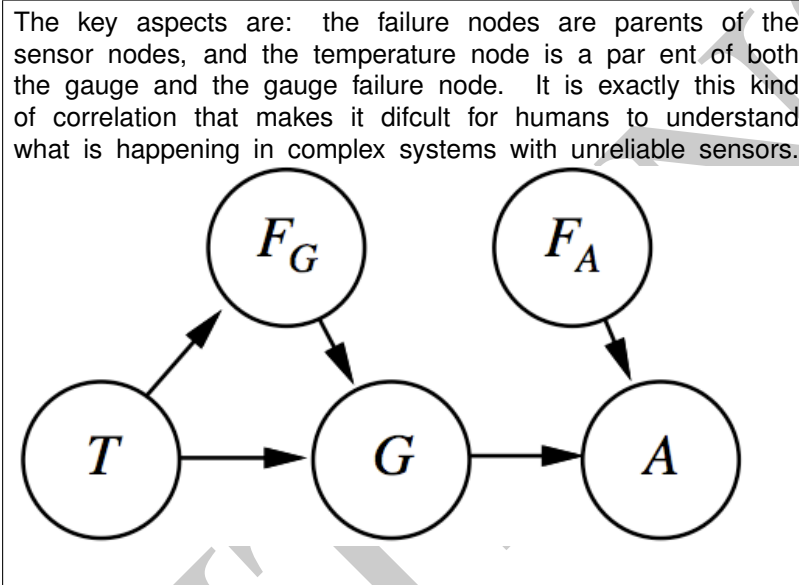 The key aspects are: the failure nodes are parents of the
sensor nodes, and the temperature node is a par ent of both
the gauge and the gauge failure node. It is exactly this kind
of correlation that makes it difcult for humans to understand
what is happening in complex systems with unreliable sensors.
F_G F_A
T G A